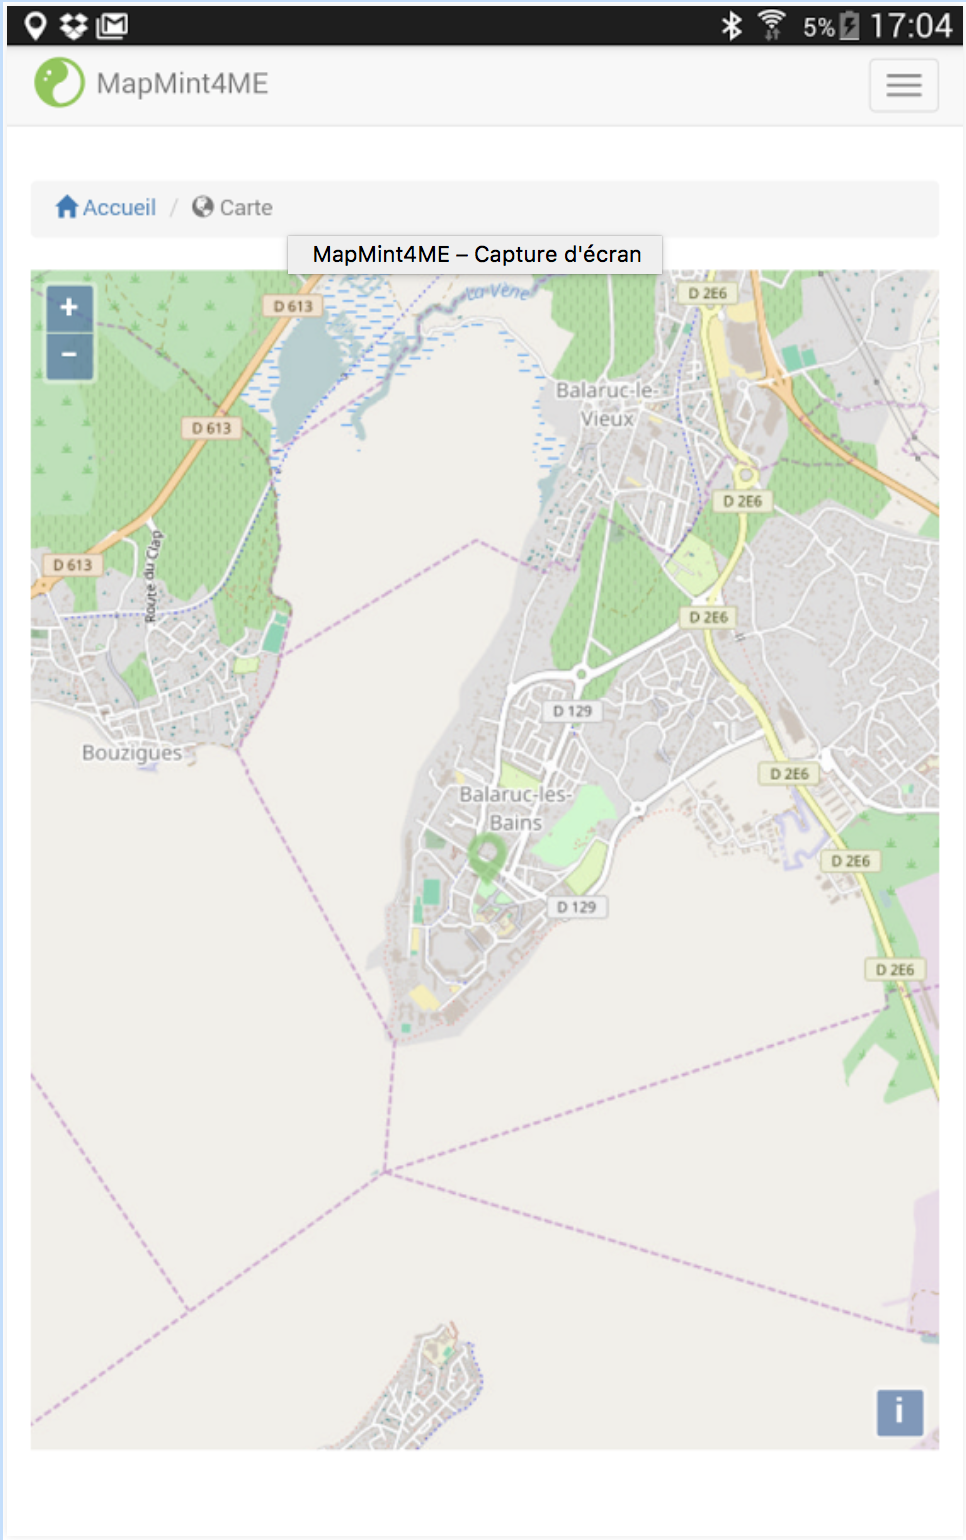 5% 17:04
MapMint4ME
Accueil / Carte
MapMint4ME – Capture d'écran
+
−
La Vène
D 613
D 2E6
Balaruc-le-
Vieux
D 613
D 2E6
D 613
Route du Clap
D 2E6
D 129
Bouzigues
D 2E6
Balaruc-les-
Bains
D 2E6
D 129
D 2E6
i